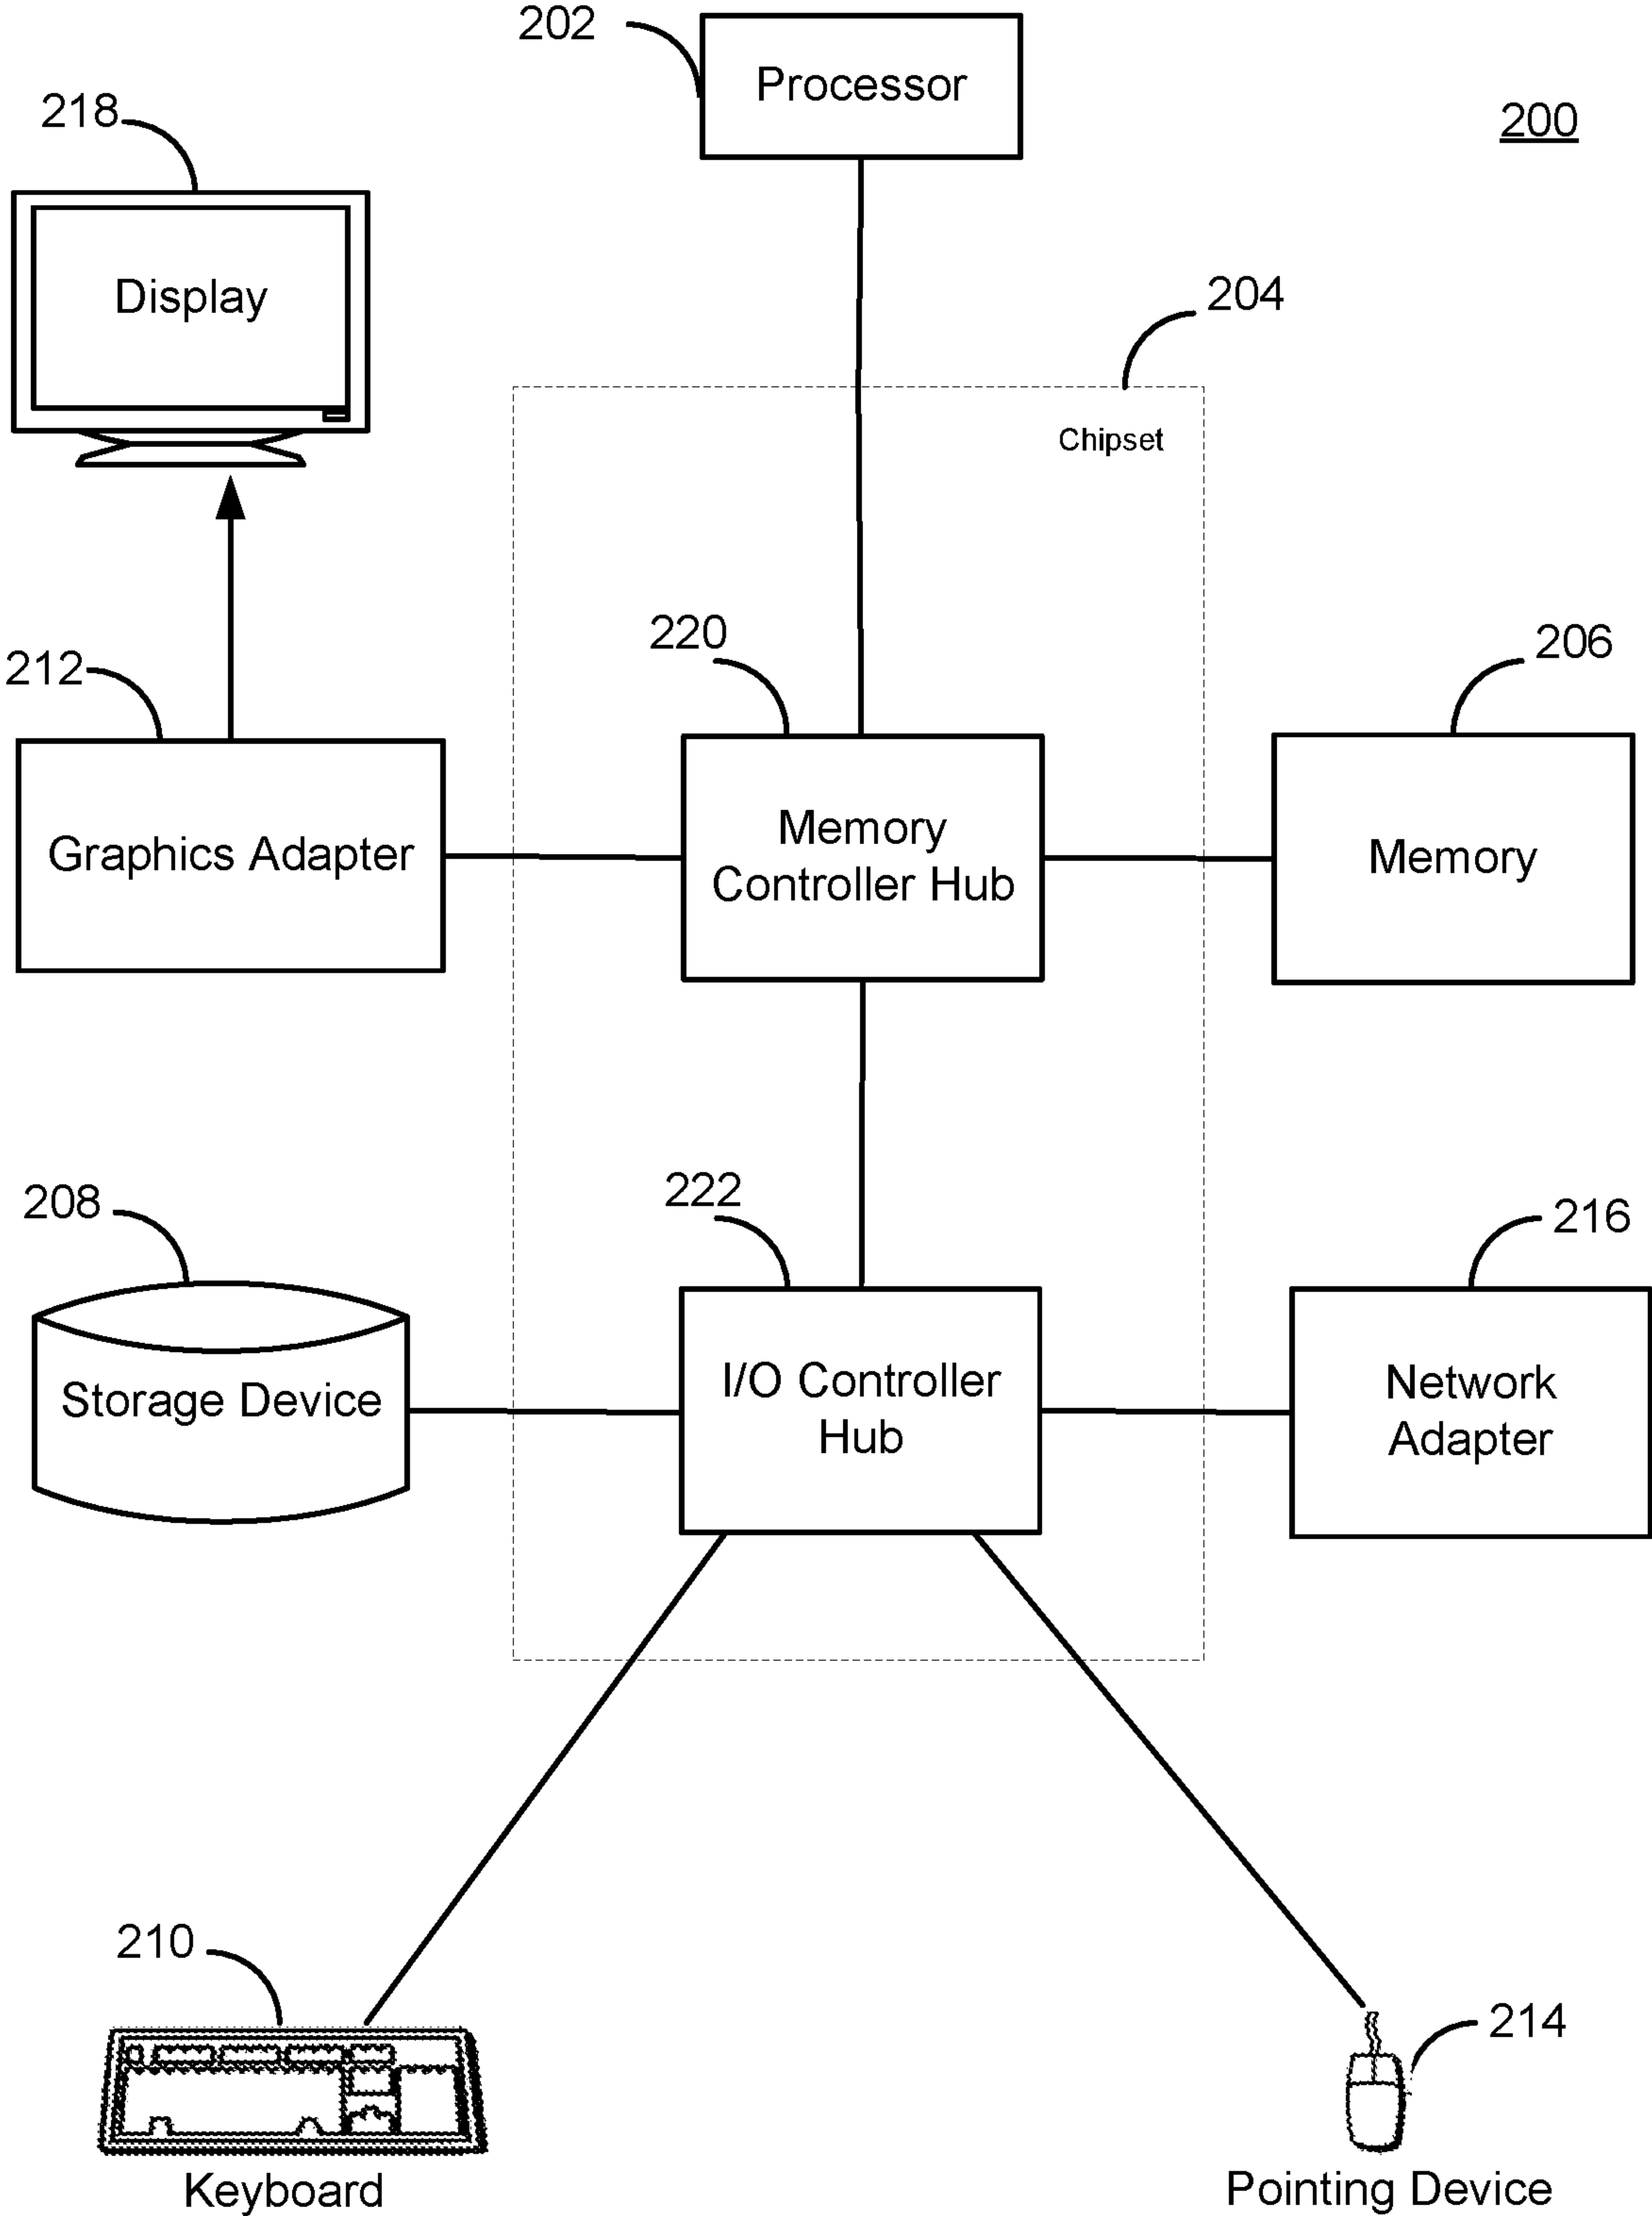 202
Processor
200
218
Display
204
Chipset
220
206
212
Graphics Adapter
Memory
Controller Hub
Memory
208
222
216
Storage Device
I/O Controller
Hub
Network
Adapter
210
214
Keyboard
Pointing Device